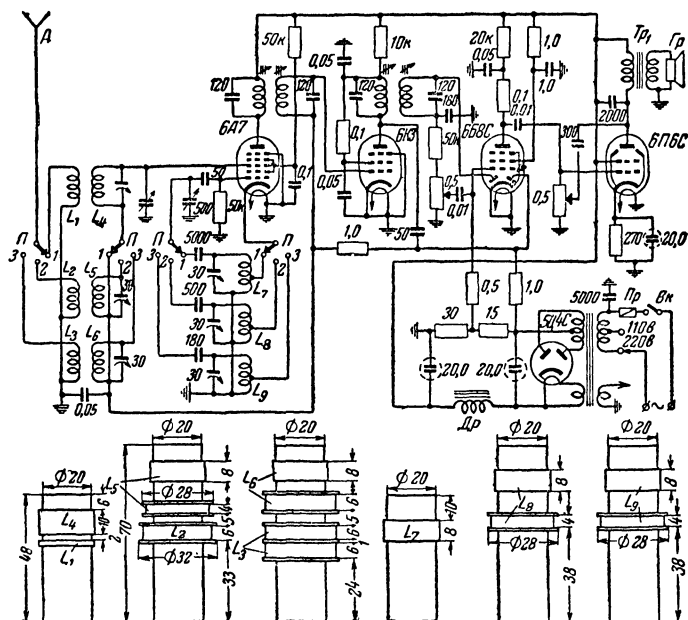 Д
120
50к
6А7
120
0,05
10к
0,1
120
6К3
120
180
50к
20к
0,05
0,1
0,01
6Б8С
1,0
1,0
2000
300
Тр₁
Гр
6П6С
L₁
L₄
50
500
50к
0,1
0,05
50
0,5
0,01
0,5
270
20,0
П
1
2
3
L₂
L₅
30
L₃
L₆
30
0,05
П
1
2
3
П
1
2
3
5000
30
L₇
500
30
L₈
180
30
L₉
П
1
2
3
1,0
0,5
1,0
30
15
20,0
20,0
Др
5Ц4С
5000
Пр
Вк
110в
220в
Ф20
L₄
L₁
6
10
48
Ф20
L₅
Ф28
L₂
Ф32
70
2
8
4
5
6
33
Ф20
L₆
L₃
8
6
5
6
6
1
24
Ф20
L₇
10
8
Ф20
L₈
Ф28
8
4
38
Ф20
L₉
Ф28
8
4
38